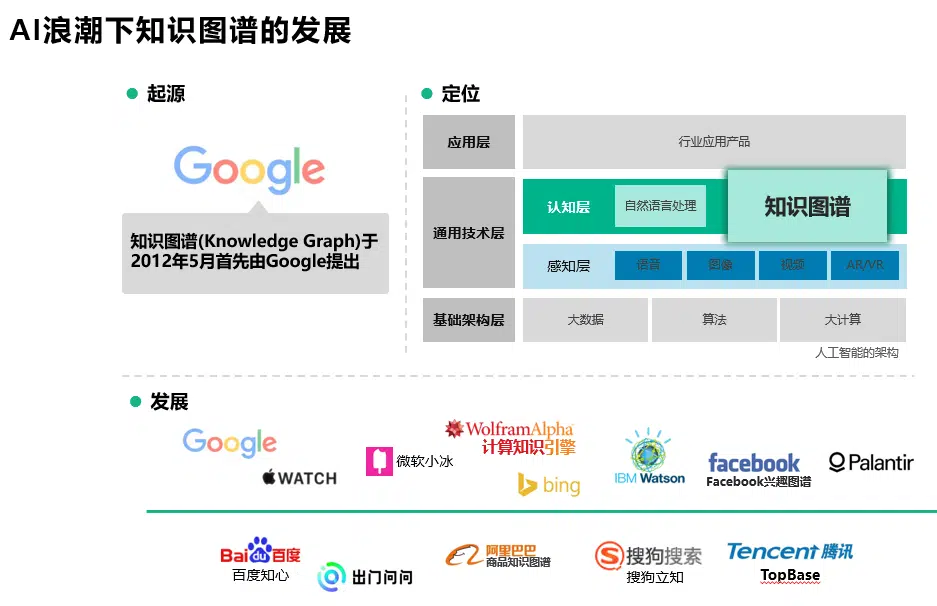 AI浪潮下知识图谱的发展
起源
Google
知识图谱(Knowledge Graph)于
2012年5月首先由Google提出
定位
应用层
行业应用产品
通用技术层
认知层
自然语言处理
知识图谱
感知层
语音
图像
视频
AR/VR
基础架构层
大数据
算法
大计算
人工智能的架构
发展
Google
WATCH
微软小冰
WolframAlpha
计算知识引擎
bing
IBM Watson
facebook
Facebook兴趣图谱
Palantir
Bai du 百度
百度知心
出门问问
阿里巴巴
商品知识图谱
S 搜狗搜索
搜狗立知
Tencent 腾讯
TopBase